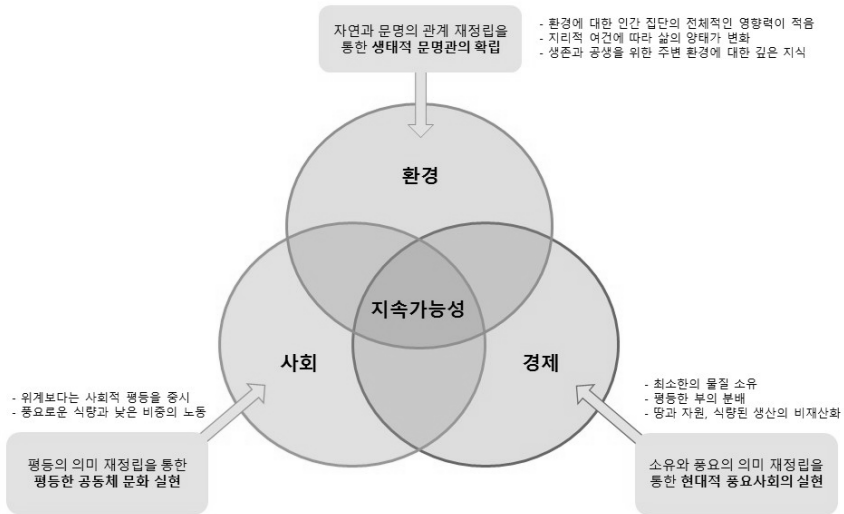 자연과 문명의 관계 재정립을
통한 생태적 문명관의 확립
- 환경에 대한 인간 집단의 전체적인 영향력이 적음
- 지리적 여건에 따라 삶의 양태가 변화
- 생존과 공생을 위한 주변 환경에 대한 깊은 지식
환경
지속가능성
사회
경제
- 위계보다는 사회적 평등을 중시
- 풍요로운 식량과 낮은 비중의 노동
평등의 의미 재정립을 통한
평등한 공동체 문화 실현
- 최소한의 물질 소유
- 평등한 부의 분배
- 땅과 자원, 식량된 생산의 비재산화
소유와 풍요의 의미 재정립을
통한 현대적 풍요사회의 실현